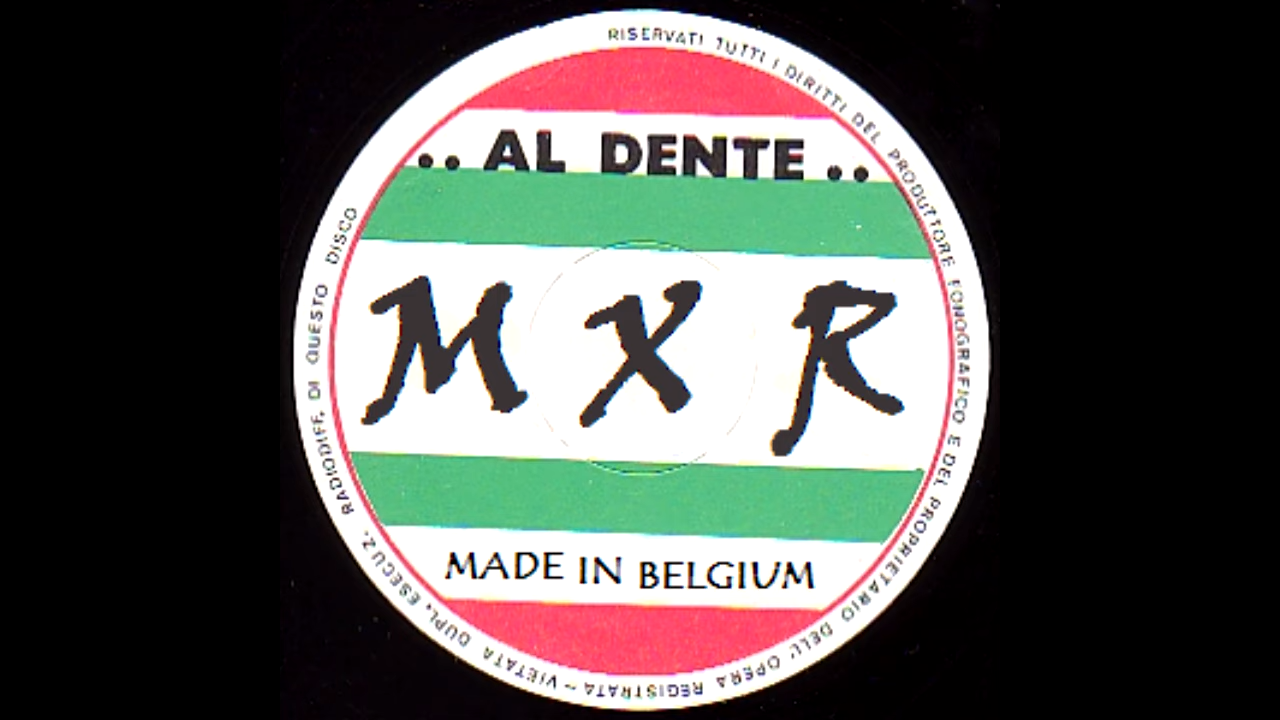 .. AL DENTE ..
M X R
MADE IN BELGIUM
RISERVATI TUTTI I DIRITTI DEL PRODUTTORE FONOGRAFICO E DEL PROPRIETARIO DELL' OPERA REGISTRATA - VIETATA DUPL. ESECUZ. RADIODIFF. DI QUESTO DISCO